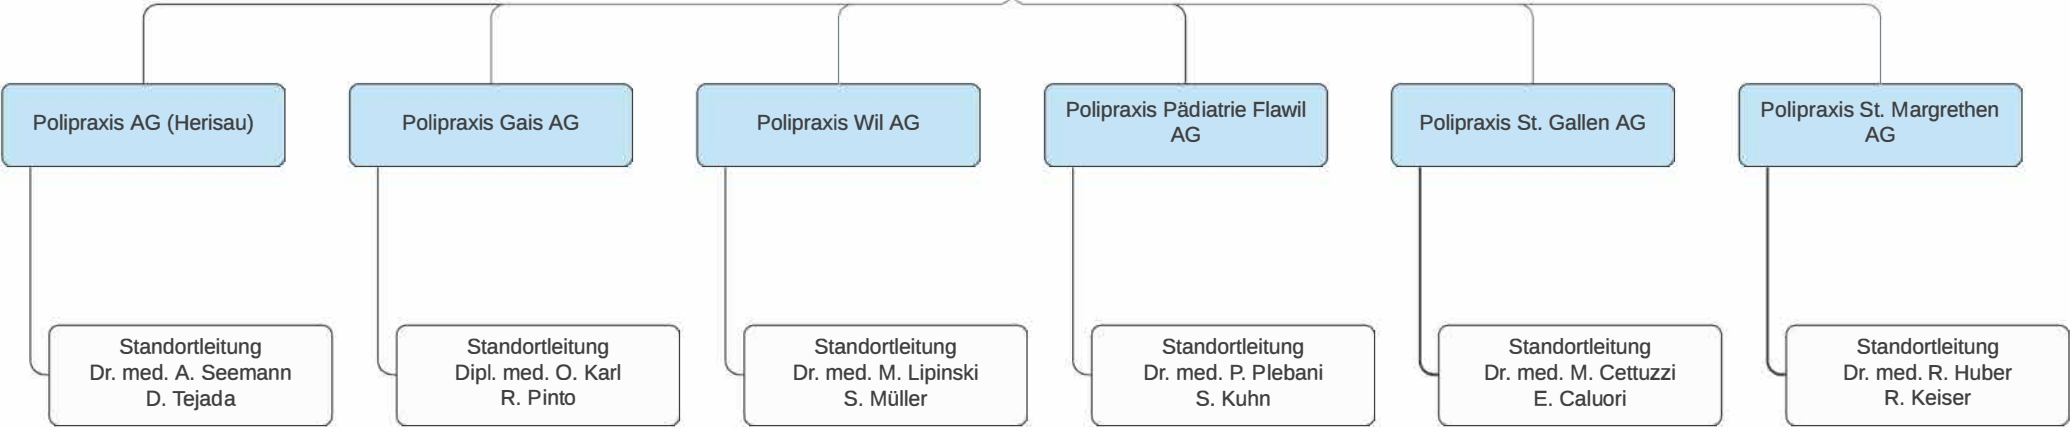 Polipraxis AG (Herisau)
Polipraxis Gais AG
Polipraxis Wil AG
Polipraxis Pädiatrie Flawil
AG
Polipraxis St. Gallen AG
Polipraxis St. Margrethen
AG
Standortleitung
Dr. med. A. Seemann
D. Tejada
Standortleitung
Dipl. med. O. Karl
R. Pinto
Standortleitung
Dr. med. M. Lipinski
S. Müller
Standortleitung
Dr. med. P. Plebani
S. Kuhn
Standortleitung
Dr. med. M. Cettuzzi
E. Caluori
Standortleitung
Dr. med. R. Huber
R. Keiser